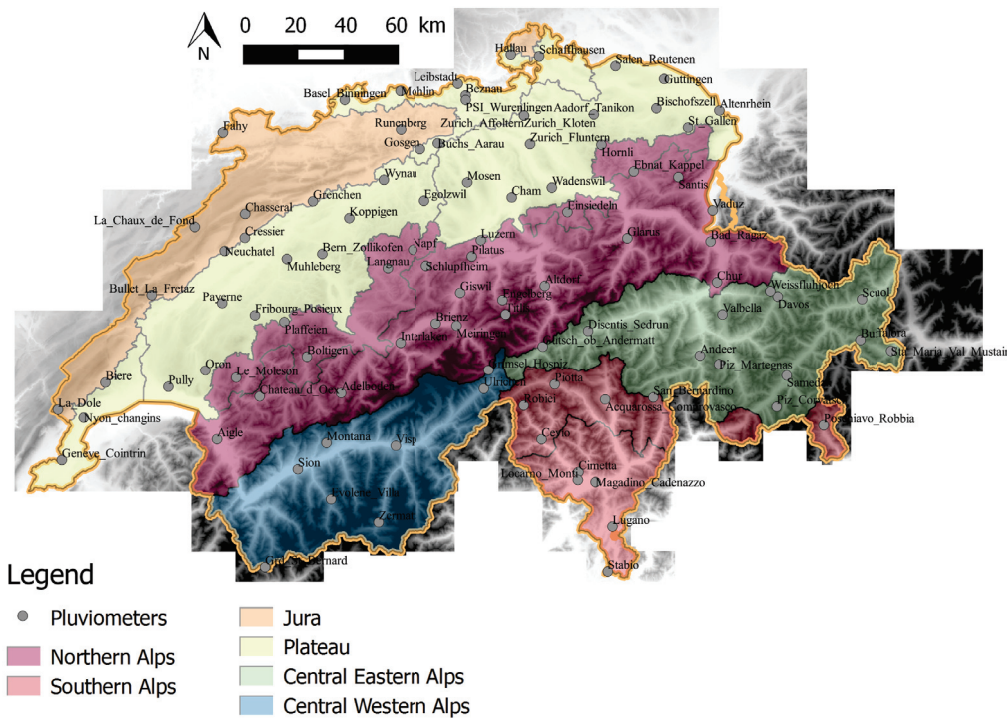 N
0 20 40 60 km
Hallau
Schaffhausen
Salen_Reutenen
Leibstadt
Guttingen
Basel_Binningen
Mohlin
Beznau
PSI_Wurenlingen
Aadorf_Tanikon
Bischofszell
Altenrhein
Fahy
Runenberg
Zurich_Affoltern
Zurich_Kloten
St_Gallen
Gosgen
Buchs_Aarau
Zurich_Fluntern
Hornli
Ebnat_Kappel
Wynau
Mosen
Wadenswil
Santis
Grenchen
Egolzwil
Cham
Chasseral
Koppigen
Einsiedeln
Vaduz
La_Chaux_de_Fond
Cressier
Luzern
Glarus
Bad_Ragaz
Neuchatel
Bern_Zollikofen
Napf
Pilatus
Muhleberg
Langnau
Schlupfheim
Bullet_La_Fretaz
Giswil
Altdorf
Chur
Weissfluhjoch
Payerne
Engelberg
Davos
Scuol
Fribourg_Posieux
Titlis
Valbella
Plaffeien
Brienz
Meiringen
Disentis_Sedrun
Interlaken
Gutsch_ob_Andermatt
Buffalora
Boltigen
Andeer
Sta_Maria_Val_Mustair
Oron
Le_Moleson
Grimsel_Hospiz
Piz_Martegnas
Biere
Pully
Chateau_d_Oex
Adelboden
Ulrichen
Piotta
Samedan
La_Dole
Robiei
Acquarossa_Comprovasco
San_Bernardino
Piz_Corvatsch
Nyon_changins
Poschiavo_Robbia
Aigle
Montana
Visp
Cevio
Geneve_Cointrin
Sion
Cimetta
Locarno_Monti
Magadino_Cadenazzo
Evolene_Villa
Zermatt
Lugano
Stabio
Legend
Pluviometers
Northern Alps
Southern Alps
Jura
Plateau
Central Eastern Alps
Central Western Alps